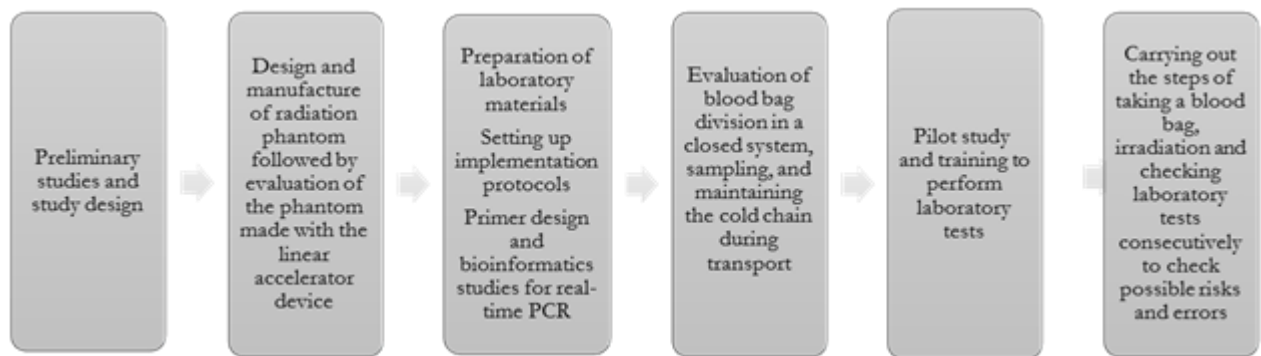 Preliminary
studies and
study design
Design and
manufacture
of radiation
phantom
followed by
evaluation of
the phantom
made with the
linear
accelerator
device
Preparation of
laboratory
materials
Setting up
implementation
protocols
Primer design
and
bioinformatics
studies for real-
time PCR
Evaluation of
blood bag
division in a
closed system,
sampling, and
maintaining
the cold chain
during
transport
Pilot study
and training to
perform
laboratory
tests
Carrying out
the steps of
taking a blood
bag,
irradiation and
checking
laboratory
tests
consecutively
to check
possible risks
and errors